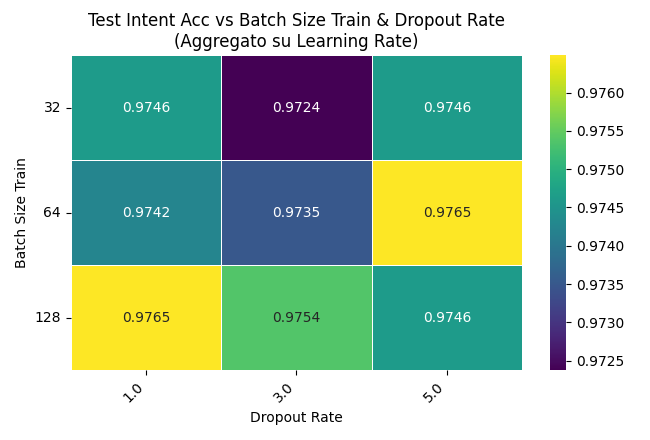 Test Intent Acc vs Batch Size Train & Dropout Rate
(Aggregato su Learning Rate)
Batch Size Train
32
0.9746 0.9724 0.9746
64
0.9742 0.9735 0.9765
128
0.9765 0.9754 0.9746
1.0 3.0 5.0
Dropout Rate
0.9760
0.9755
0.9750
0.9745
0.9740
0.9735
0.9730
0.9725